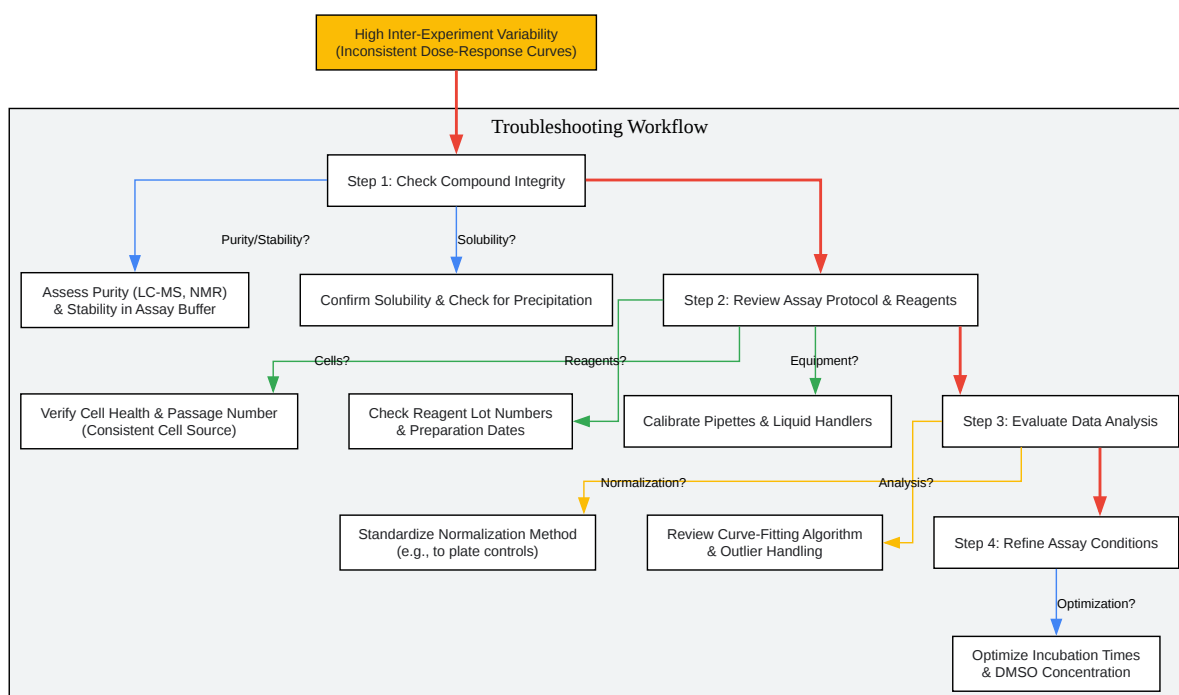 High Inter-Experiment Variability
(Inconsistent Dose-Response Curves)
Troubleshooting Workflow
Step 1: Check Compound Integrity
Purity/Stability?
Solubility?
Assess Purity (LC-MS, NMR)
& Stability in Assay Buffer
Confirm Solubility & Check for Precipitation
Step 2: Review Assay Protocol & Reagents
Cells?
Reagents?
Equipment?
Verify Cell Health & Passage Number
(Consistent Cell Source)
Check Reagent Lot Numbers
& Preparation Dates
Calibrate Pipettes & Liquid Handlers
Step 3: Evaluate Data Analysis
Normalization?
Analysis?
Standardize Normalization Method
(e.g., to plate controls)
Review Curve-Fitting Algorithm
& Outlier Handling
Step 4: Refine Assay Conditions
Optimization?
Optimize Incubation Times
& DMSO Concentration